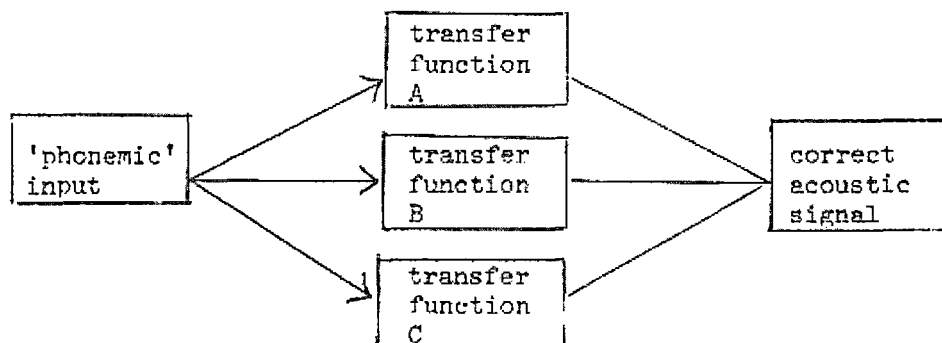 transfer
function
A
'phonemic'
input
transfer
function
B
correct
acoustic
signal
transfer
function
C